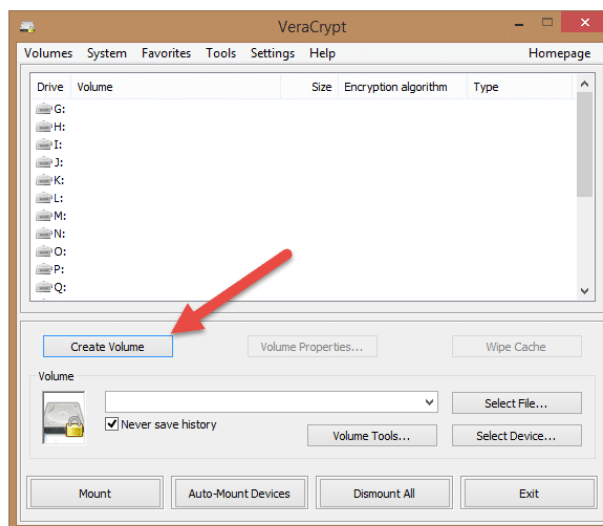 VeraCrypt
Volumes System Favorites Tools Settings Help Homepage
Drive Volume Size Encryption algorithm Type
G:
H:
I:
J:
K:
L:
M:
N:
O:
P:
Q:
Create Volume Volume Properties... Wipe Cache
Volume
Select File...
Never save history
Volume Tools... Select Device...
Mount Auto-Mount Devices Dismount All Exit